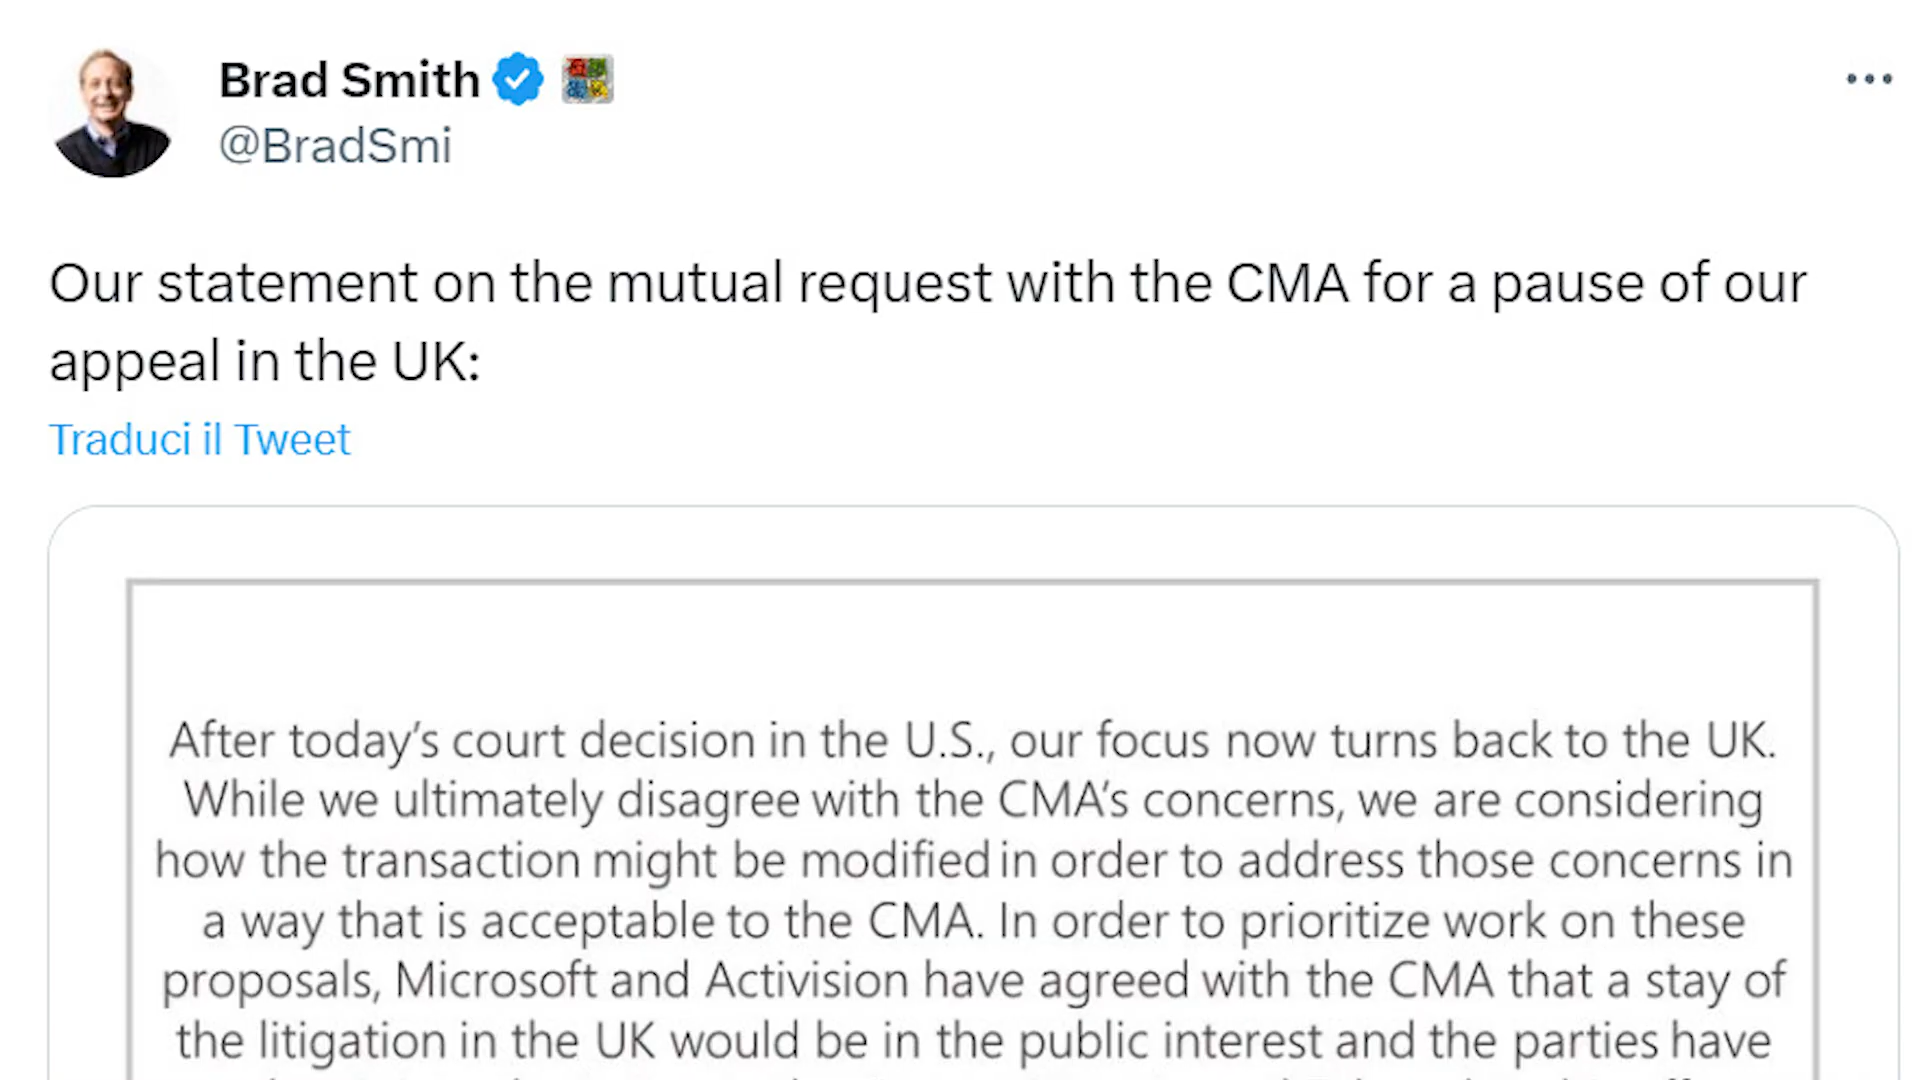 Brad Smith
@BradSmi
Our statement on the mutual request with the CMA for a pause of our
appeal in the UK:
Traduci il Tweet
After today's court decision in the U.S., our focus now turns back to the UK.
While we ultimately disagree with the CMA's concerns, we are considering
how the transaction might be modified in order to address those concerns in
a way that is acceptable to the CMA. In order to prioritize work on these
proposals, Microsoft and Activision have agreed with the CMA that a stay of
the litigation in the UK would be in the public interest and the parties have